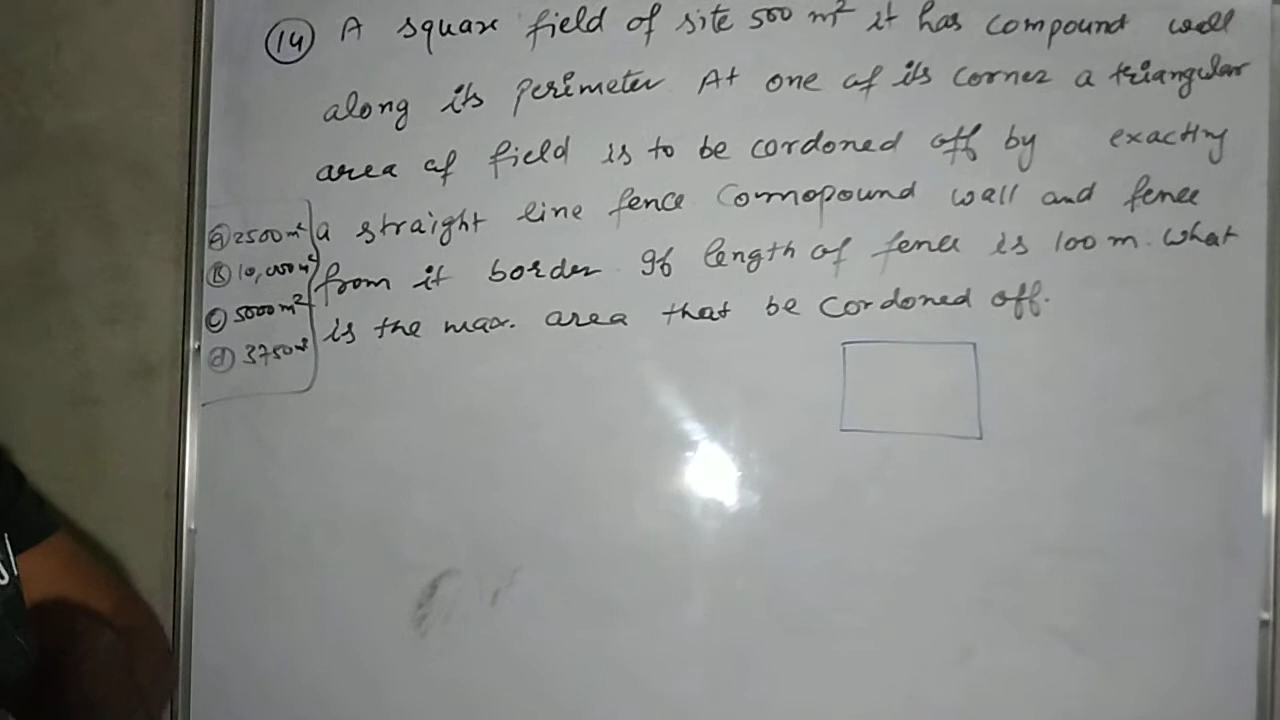 (14) A square field of site 500 m² it has compound wall
along its perimeter At one of its corner a triangular
area of field is to be cordoned off by exactiry
a straight line fence Comopound wall and fence
from it border If length of fence is 100 m. what
is the max. area that be cordoned off.
(A) 2500 m²
(B) 10,000 m²
(C) 5000 m²
(d) 3750 m²